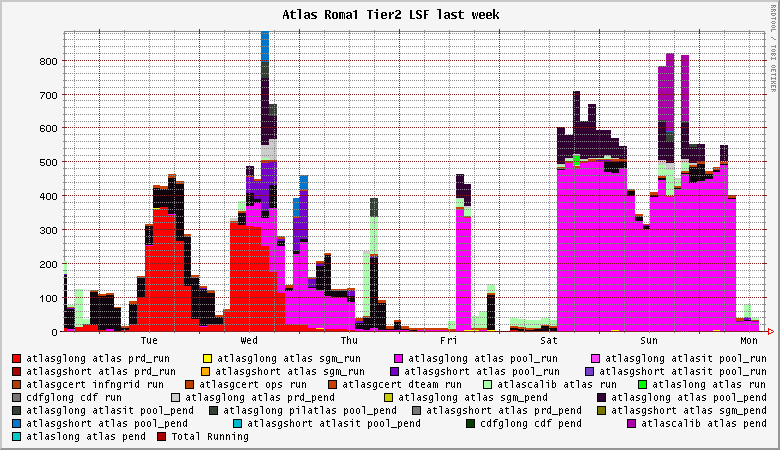 Atlas Roma1 Tier2 LSF last week
RRDTOOL / TOBI OETIKER
800
700
600
500
400
300
200
100
0
Tue Wed Thu Fri Sat Sun Mon
atlasglong atlas prd_run atlasglong atlas sgm_run atlasglong atlas pool_run atlasglong atlasit pool_run
atlasgshort atlas prd_run atlasgshort atlas sgm_run atlasgshort atlas pool_run atlasgshort atlasit pool_run
atlasgcert infngrid run atlasgcert ops run atlasgcert dteam run atlascalib atlas run atlaslong atlas run
cdfglong cdf run atlasglong atlas prd_pend atlasglong atlas sgm_pend atlasglong atlas pool_pend
atlasglong atlasit pool_pend atlasglong pilatlas pool_pend atlasgshort atlas prd_pend atlasgshort atlas sgm_pend
atlasgshort atlas pool_pend atlasgshort atlasit pool_pend cdfglong cdf pend atlascalib atlas pend
atlaslong atlas pend Total Running